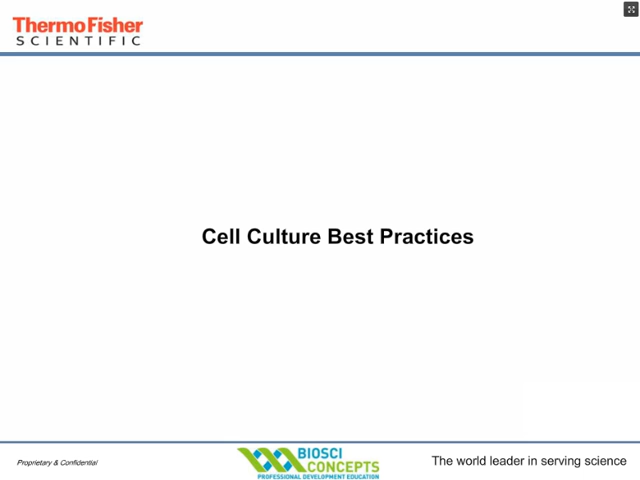 ThermoFisher
SCIENTIFIC
Cell Culture Best Practices
Proprietary & Confidential
BIOSCI
CONCEPTS
PROFESSIONAL DEVELOPMENT EDUCATION
The world leader in serving science